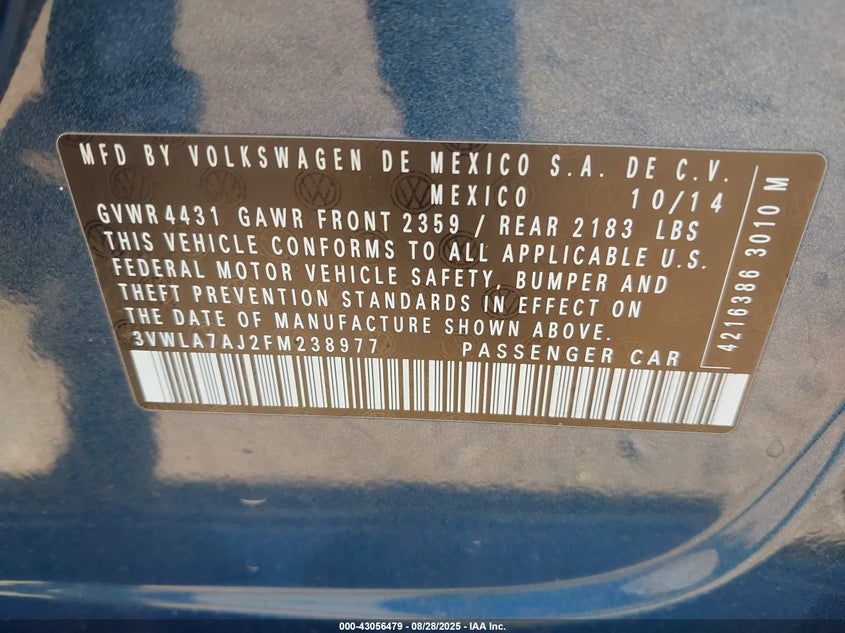 MFD BY VOLKSWAGEN DE MEXICO S.A. DE C.V.
MEXICO 10/14
GVWR 4431 GAWR FRONT 2359 / REAR 2183 LBS
THIS VEHICLE CONFORMS TO ALL APPLICABLE U.S.
FEDERAL MOTOR VEHICLE SAFETY, BUMPER AND
THEFT PREVENTION STANDARDS IN EFFECT ON
THE DATE OF MANUFACTURE SHOWN ABOVE.
3VWLA7AJ2FM238977 PASSENGER CAR
4216386 3010 M
000-43056479 - 08/28/2025 - IAA Inc.